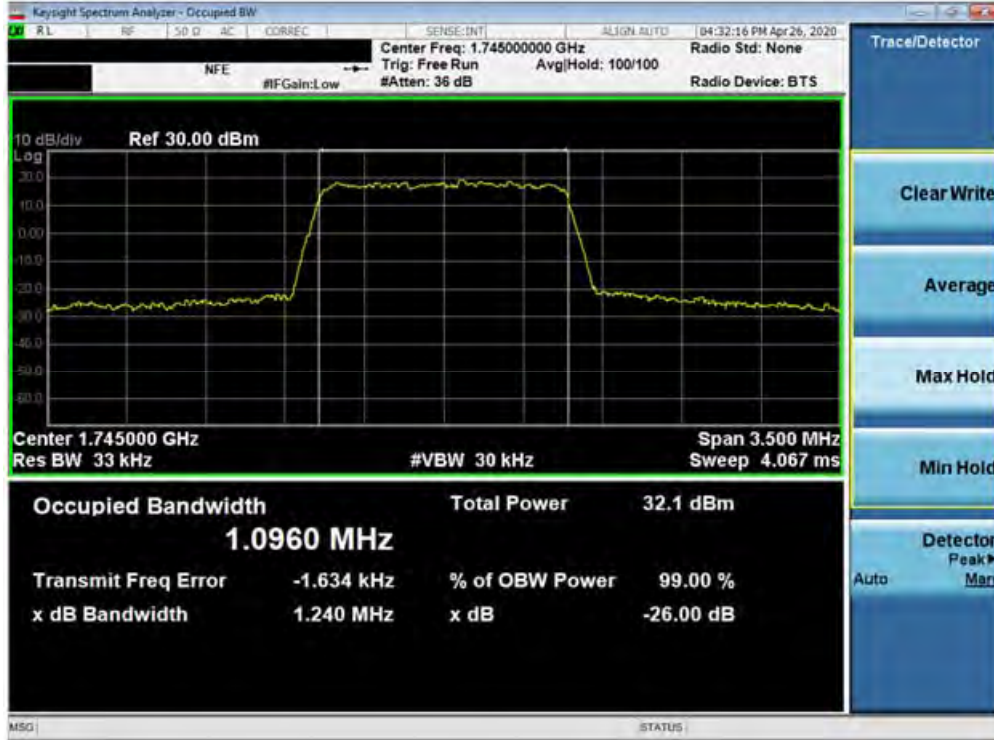 Keysight Spectrum Analyzer - Occupied BW
RL RF 50 Ω AC CORREC SENSE:INT ALIGN AUTO 04:32:16 PM Apr 26, 2020
Center Freq: 1.745000000 GHz Radio Std: None
NFE Trig: Free Run Avg|Hold: 100/100
#IFGain:Low #Atten: 36 dB Radio Device: BTS
10 dB/div Ref 30.00 dBm
Log
20.0
10.0
0.00
-10.0
-20.0
-30.0
-40.0
-50.0
-60.0
Center 1.745000 GHz Span 3.500 MHz
Res BW 33 kHz #VBW 30 kHz Sweep 4.067 ms
Occupied Bandwidth Total Power 32.1 dBm
1.0960 MHz
Transmit Freq Error -1.634 kHz % of OBW Power 99.00 %
x dB Bandwidth 1.240 MHz x dB -26.00 dB
MSG STATUS
Trace/Detector
Clear Write
Average
Max Hold
Min Hold
Detector
Peak
Auto Man